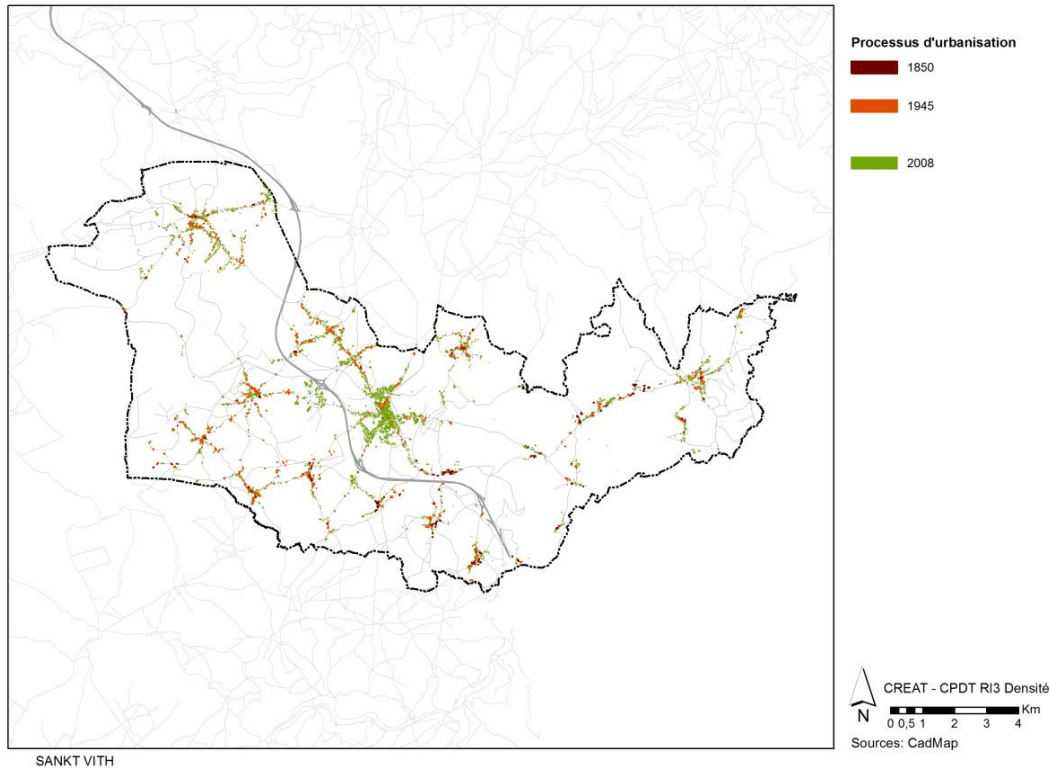 Processus d'urbanisation
1850
1945
2008
CREAT - CPDT RI3 Densité
N
Km
0 0,5 1 2 3 4
Sources: CadMap
SANKT VITH